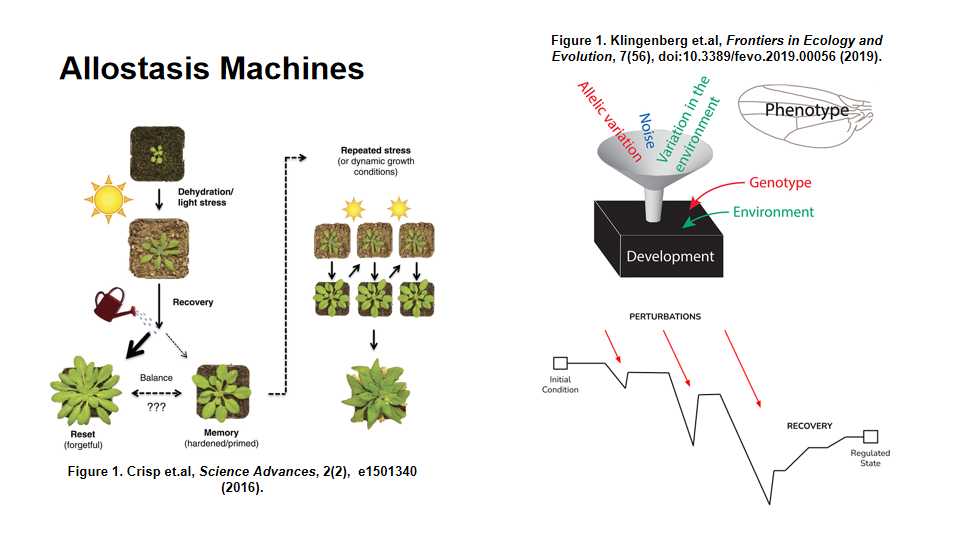 Allostasis Machines
Dehydration/
light stress
Recovery
Balance
???
Reset
(forgetful)
Memory
(hardened/primed)
Repeated stress
(or dynamic growth
conditions)
Figure 1. Crisp et.al, Science Advances, 2(2),  e1501340
(2016).
Figure 1. Klingenberg et.al, Frontiers in Ecology and
Evolution, 7(56), doi:10.3389/fevo.2019.00056 (2019).
Allelic variation
Noise
Variation in the
environment
Phenotype
Genotype
Environment
Development
PERTURBATIONS
Initial
Condition
RECOVERY
Regulated
State